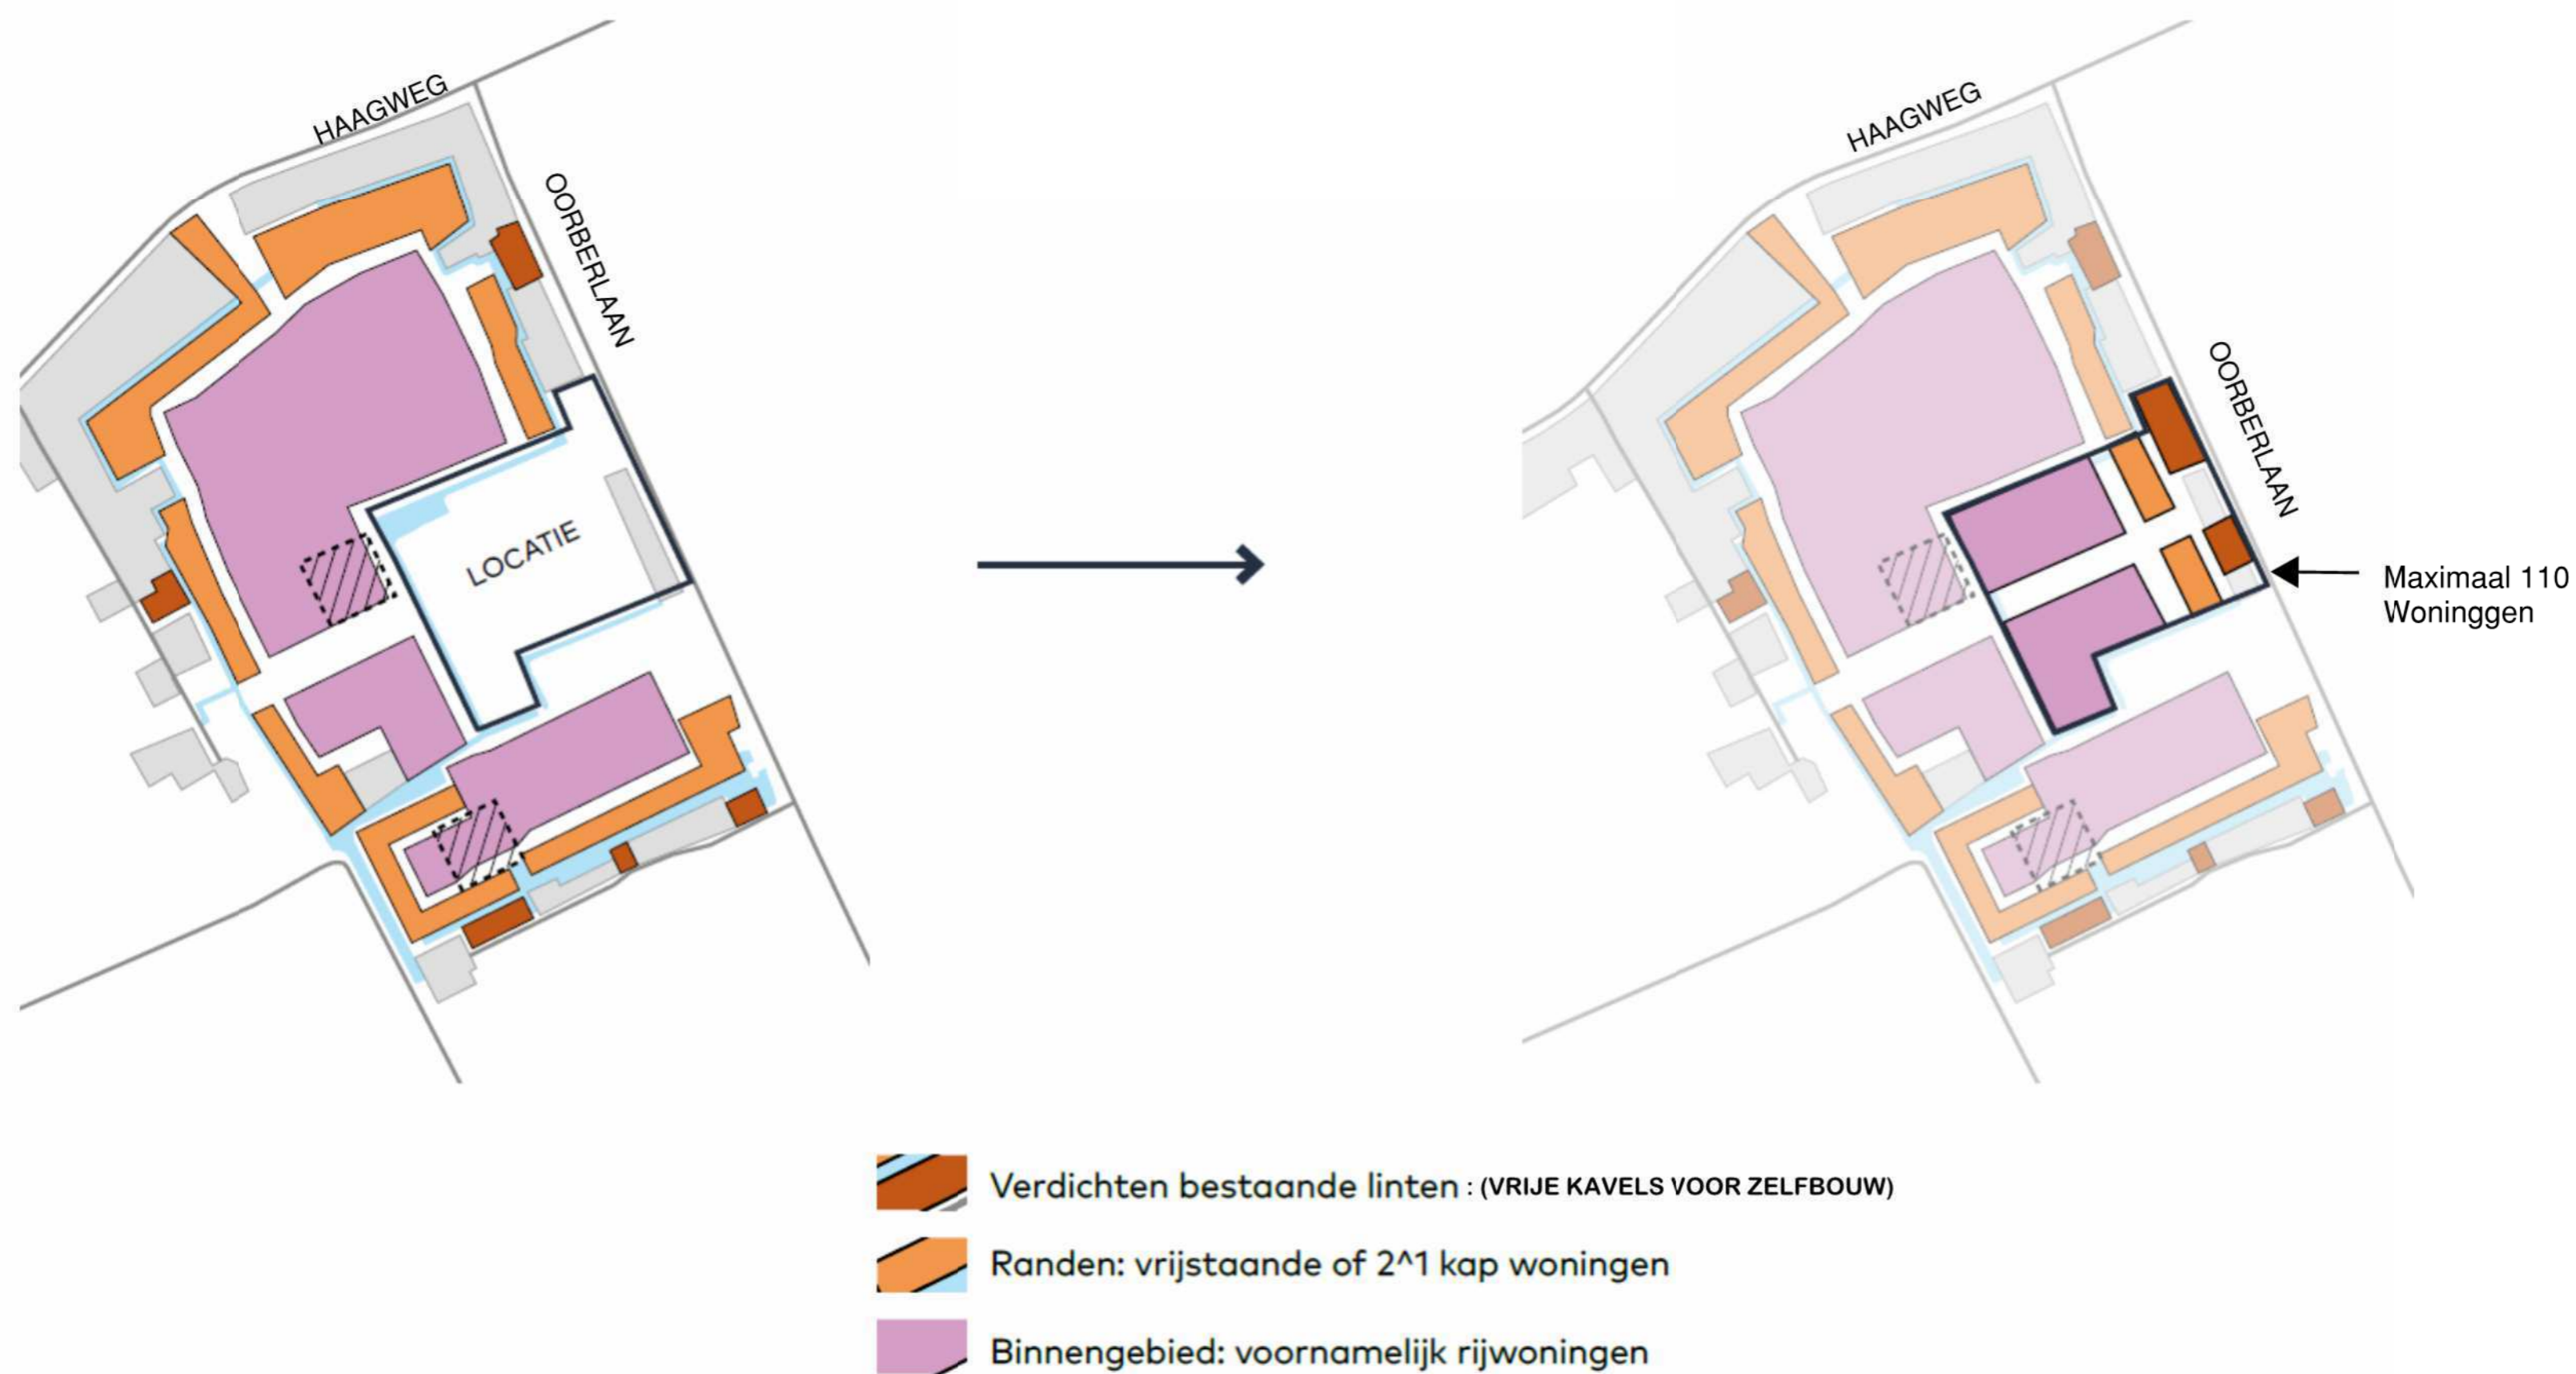 HAAGWEG
OORBERLAAN
LOCATIE
HAAGWEG
OORBERLAAN
Maximaal 110
Woninggen
Verdichten bestaande linten : (VRIJE KAVELS VOOR ZELFBOUW)
Randen: vrijstaande of 2^1 kap woningen
Binnengebied: voornamelijk rijwoningen